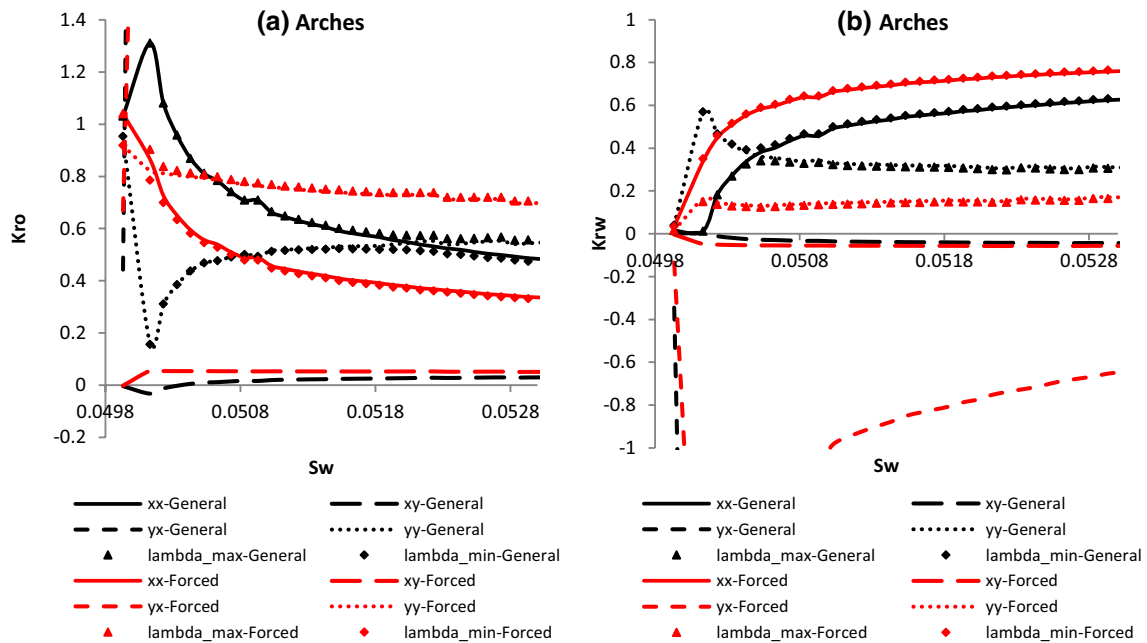 (a) Arches
1.4
1.2
1
0.8
0.6
0.4
0.2
0
-0.2
Kro
0.0498
0.0508
0.0518
0.0528
Sw
(b) Arches
1
0.8
0.6
0.4
0.2
0
-0.2
-0.4
-0.6
-0.8
-1
Krw
0.0498
0.0508
0.0518
0.0528
Sw
xx-General
xy-General
yx-General
yy-General
lambda_max-General
lambda_min-General
xx-Forced
xy-Forced
yx-Forced
yy-Forced
lambda_max-Forced
lambda_min-Forced
xx-General
xy-General
yx-General
yy-General
lambda_max-General
lambda_min-General
xx-Forced
xy-Forced
yx-Forced
yy-Forced
lambda_max-Forced
lambda_min-Forced